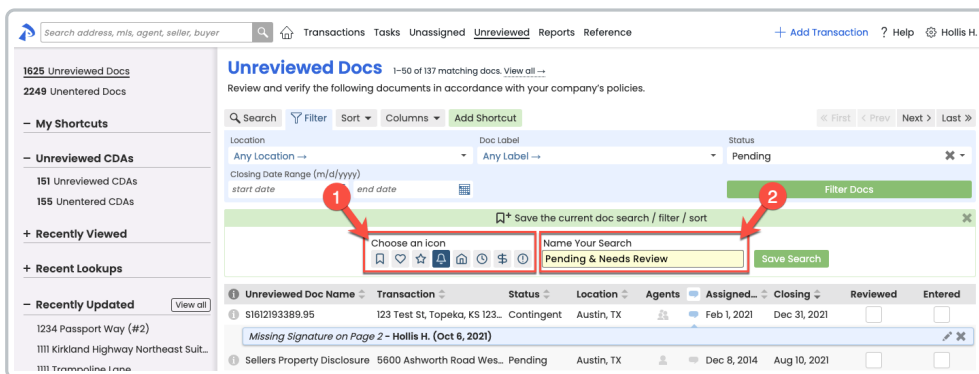 Search address, mls, agent, seller, buyer
Transactions Tasks Unassigned Unreviewed Reports Reference
+ Add Transaction ? Help Hollis H.
1625 Unreviewed Docs
2249 Unentered Docs
– My Shortcuts
– Unreviewed CDAs
151 Unreviewed CDAs
155 Unentered CDAs
+ Recently Viewed
+ Recent Lookups
– Recently Updated View all
1234 Passport Way (#2)
1111 Kirkland Highway Northeast Suit...
1111 Trampoline Lane
Unreviewed Docs 1–50 of 137 matching docs. View all →
Review and verify the following documents in accordance with your company's policies.
Search Filter Sort Columns Add Shortcut
« First < Prev Next > Last »
Location Doc Label Status
Any Location → Any Label → Pending
Closing Date Range (m/d/yyyy)
start date end date Filter Docs
1 2
Save the current doc search / filter / sort
Choose an icon Name Your Search
Pending & Needs Review Save Search
Unreviewed Doc Name Transaction Status Location Agents Assigned... Closing Reviewed Entered
S1612193389.95 123 Test St, Topeka, KS 123... Contingent Austin, TX Feb 1, 2021 Dec 31, 2021
Missing Signature on Page 2 - Hollis H. (Oct 6, 2021)
Sellers Property Disclosure 5600 Ashworth Road Wes... Pending Austin, TX Dec 8, 2014 Aug 10, 2021